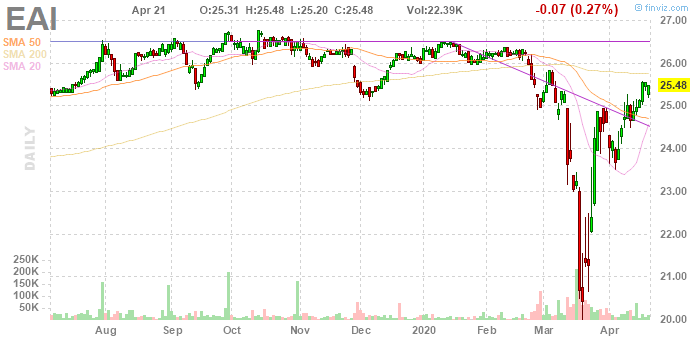 EAI Apr 21 O:25.31 H:25.48 L:25.20 C:25.48 Vol:22.39K -0.07 (0.27%) © finviz.com
SMA 50
SMA 200
SMA 20
DAILY
27.00
26.00
25.48
25.00
24.00
23.00
22.00
21.00
20.00
250K
200K
150K
100K
50K
Aug Sep Oct Nov Dec 2020 Feb Mar Apr